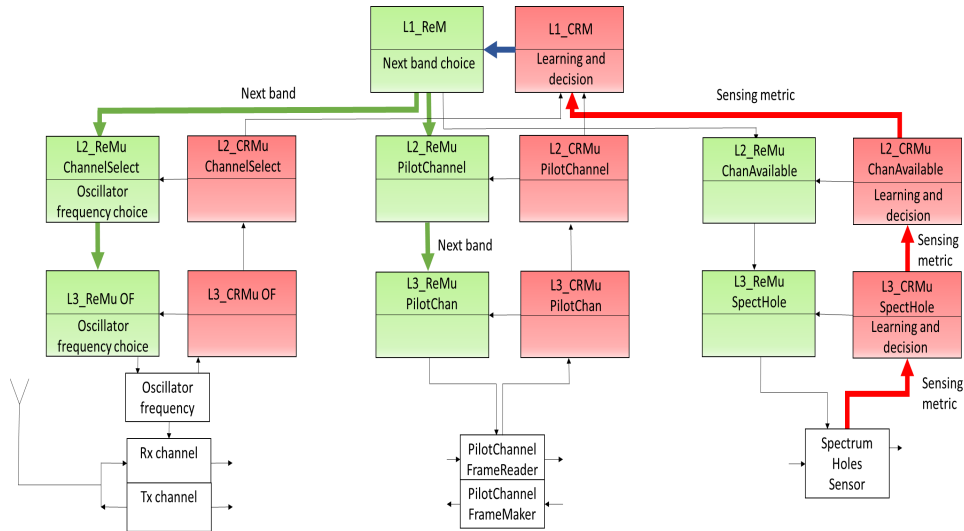 L1_ReM
Next band choice
L1_CRM
Learning and
decision
Next band
Sensing metric
L2_ReMu
ChannelSelect
Oscillator
frequency choice
L2_CRMu
ChannelSelect
L2_ReMu
PilotChannel
L2_CRMu
PilotChannel
L2_ReMu
ChanAvailable
L2_CRMu
ChanAvailable
Learning and
decision
Next band
Sensing
metric
L3_ReMu OF
Oscillator
frequency choice
L3_CRMu OF
L3_ReMu
PilotChan
L3_CRMu
PilotChan
L3_ReMu
SpectHole
L3_CRMu
SpectHole
Learning and
decision
Sensing
metric
Oscillator
frequency
Rx channel
Tx channel
PilotChannel
FrameReader
PilotChannel
FrameMaker
Spectrum
Holes
Sensor